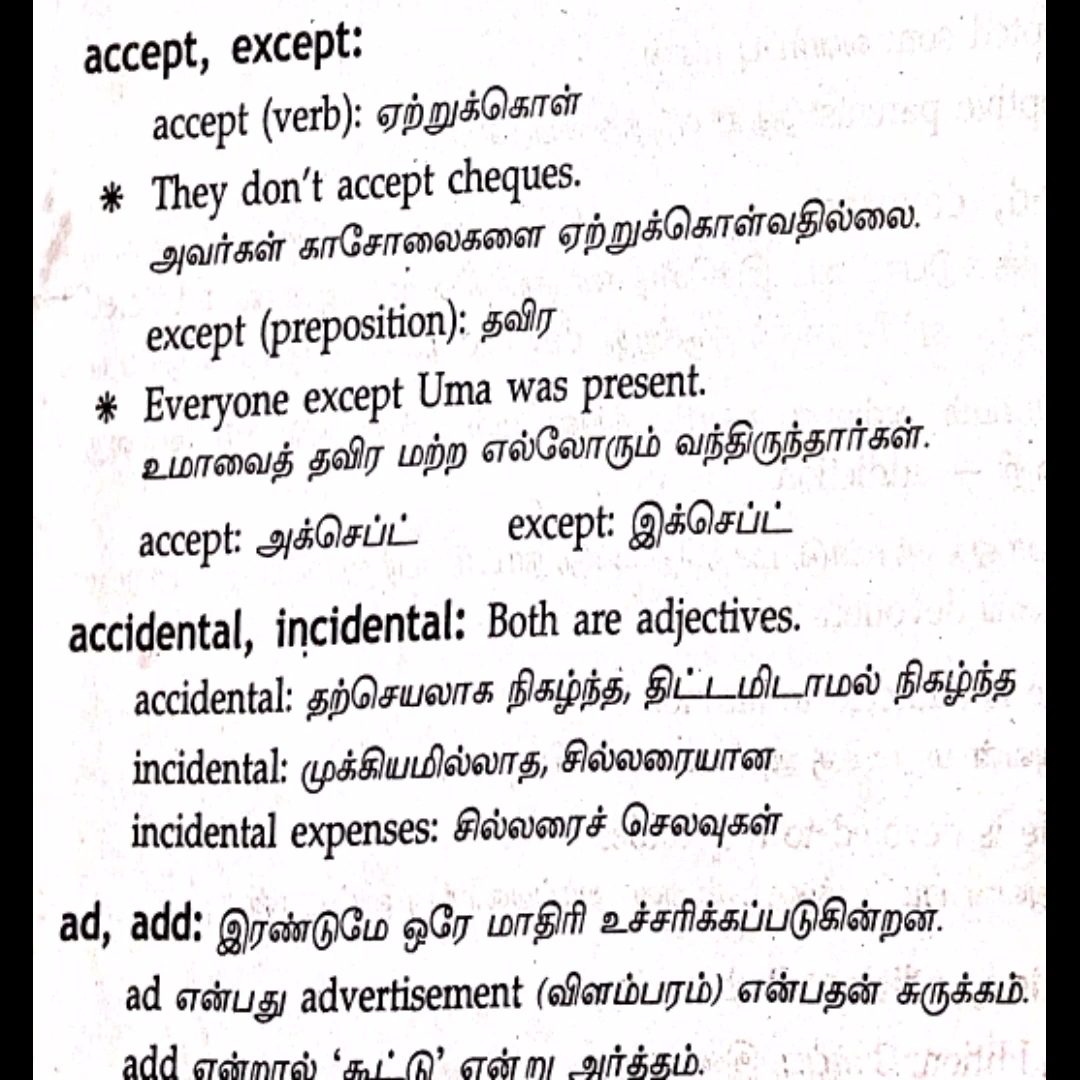 accept, except:
accept (verb): ஏற்றுக்கொள்
* They don't accept cheques.
அவர்கள் காசோலைகளை ஏற்றுக்கொள்வதில்லை.
except (preposition): தவிர
* Everyone except Uma was present.
உமாவைத் தவிர மற்ற எல்லோரும் வந்திருந்தார்கள்.
accept: அக்செப்ட் except: இக்செப்ட்
accidental, incidental: Both are adjectives.
accidental: தற்செயலாக நிகழ்ந்த, திட்டமிடாமல் நிகழ்ந்த
incidental: முக்கியமில்லாத, சில்லரையான
incidental expenses: சில்லரைச் செலவுகள்
ad, add: இரண்டுமே ஒரே மாதிரி உச்சரிக்கப்படுகின்றன.
ad என்பது advertisement (விளம்பரம்) என்பதன் சுருக்கம்.
add என்றால் ‘கூட்டு’ என்று அர்த்தம்.